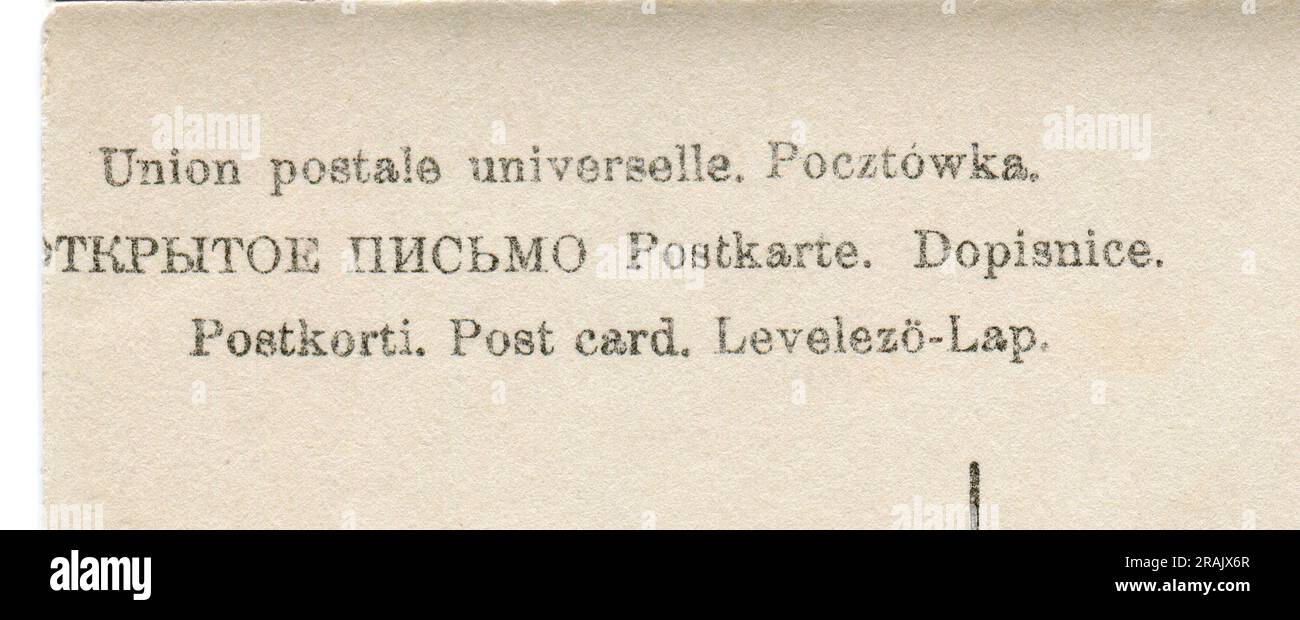 Union postale universelle. Pocztówka.
ОТКРЫТОЕ ПИСЬМО Postkarte. Dopisnice.
Postkorti. Post card. Levelezö-Lap.
alamy
Image ID: 2RAJX6R
www.alamy.com